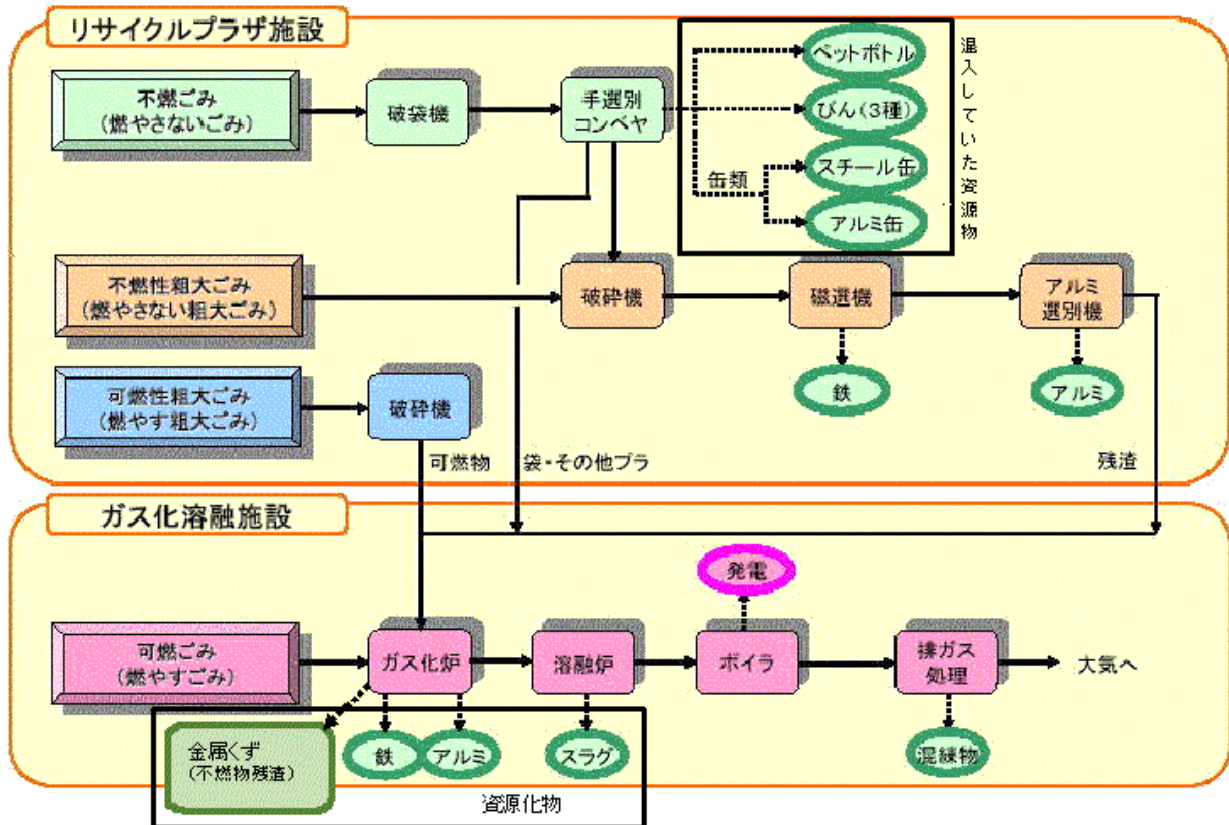 リサイクルプラザ施設
不燃ごみ
(燃やさないごみ)
破袋機
手選別
コンベヤ
ペットボトル
びん(3種)
缶類
スチール缶
アルミ缶
混入していた資源物
不燃性粗大ごみ
(燃やさない粗大ごみ)
破砕機
磁選機
アルミ
選別機
鉄
アルミ
可燃性粗大ごみ
(燃やす粗大ごみ)
破砕機
可燃物
袋・その他プラ
残渣
ガス化溶融施設
発電
可燃ごみ
(燃やすごみ)
ガス化炉
溶融炉
ボイラ
排ガス
処理
大気へ
金属くず
(不燃物残渣)
鉄
アルミ
スラグ
混練物
資源化物